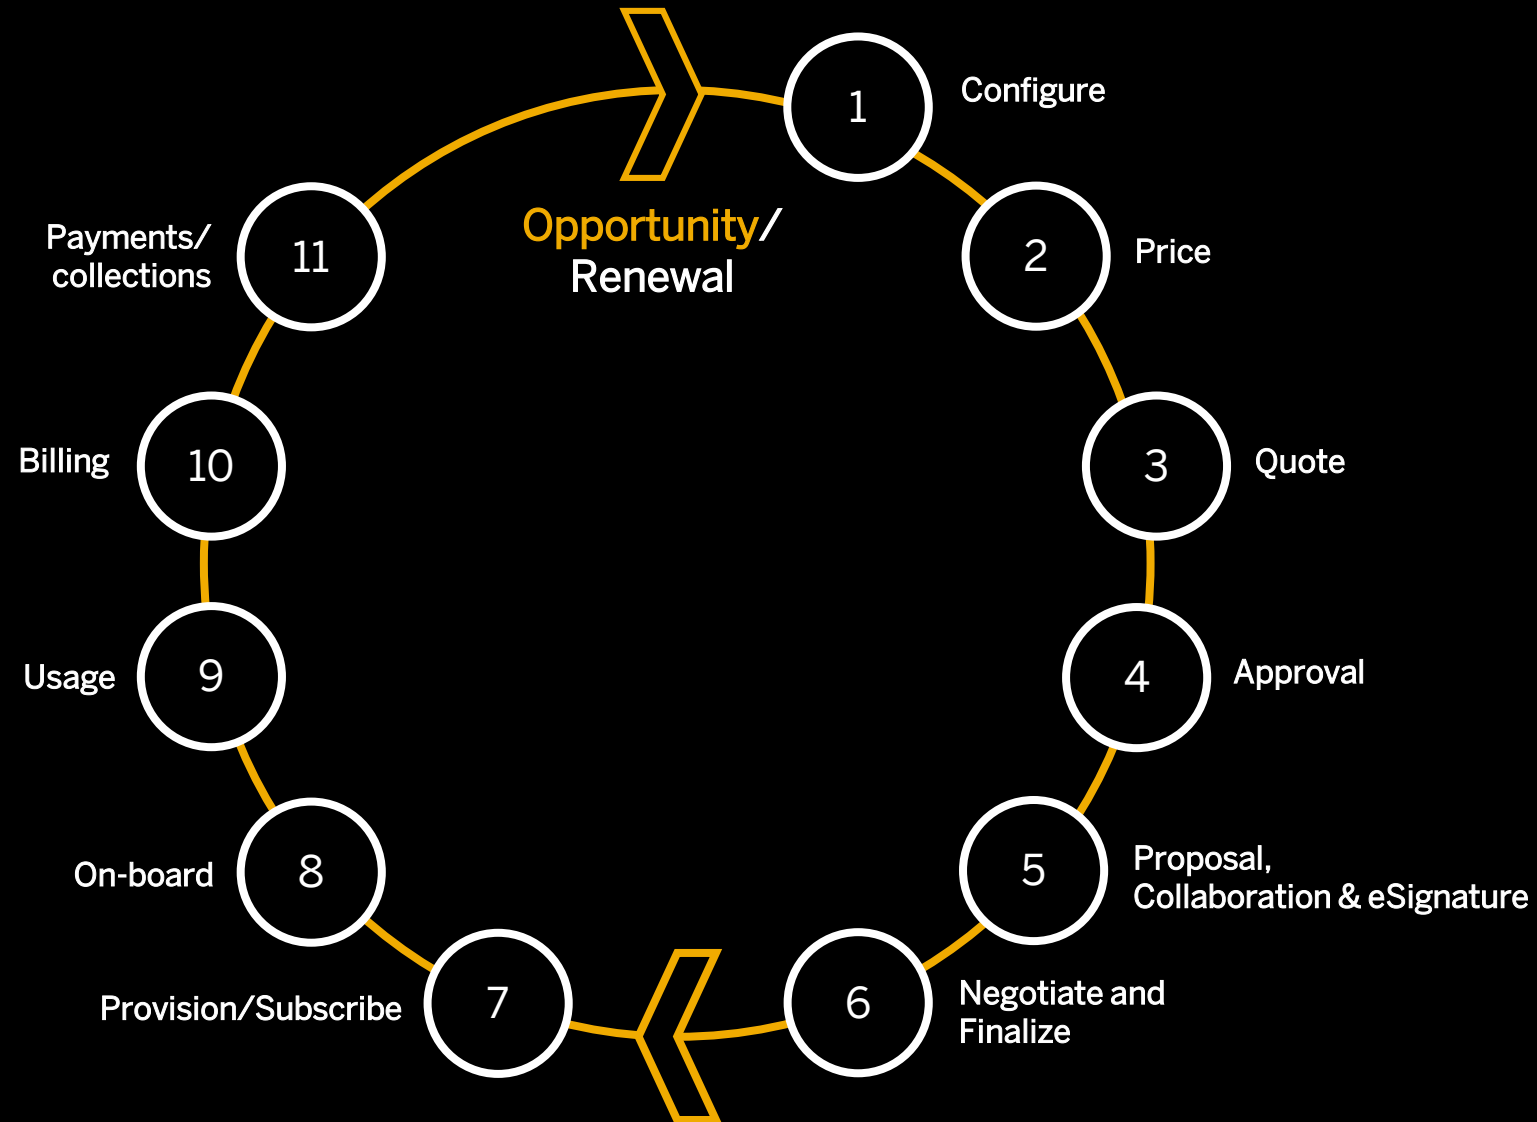 Opportunity/
Renewal
1
Configure
2
Price
3
Quote
4
Approval
5
Proposal,
Collaboration & eSignature
6
Negotiate and
Finalize
7
Provision/Subscribe
8
On-board
9
Usage
10
Billing
11
Payments/
collections